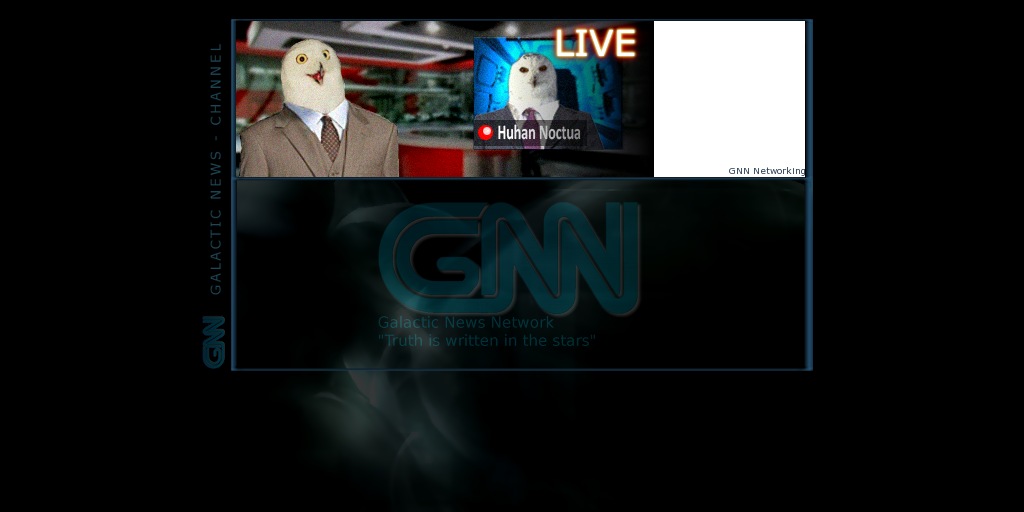 LIVE
Huhan Noctua
GNN Networking
GALACTIC NEWS - CHANNEL
GNN
GNN
Galactic News Network
"Truth is written in the stars"